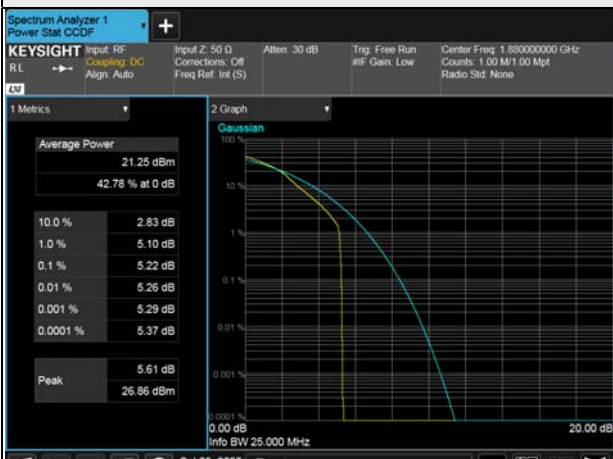 Spectrum Analyzer 1
Power Stat CCDF
KEYSIGHT
RL
Input: RF
Coupling: DC
Align: Auto
Input Z: 50 Ω
Corrections: Off
Freq Ref: Int (S)
Atten: 30 dB
Trig: Free Run
#IF Gain: Low
Center Freq: 1.880000000 GHz
Counts: 1.00 M/1.00 Mpt
Radio Std: None
1 Metrics
Average Power
21.25 dBm
42.78 % at 0 dB
10.0 % 2.83 dB
1.0 % 5.10 dB
0.1 % 5.22 dB
0.01 % 5.26 dB
0.001 % 5.29 dB
0.0001 % 5.37 dB
Peak
5.61 dB
26.86 dBm
2 Graph
Gaussian
100 %
10 %
1 %
0.1 %
0.01 %
0.001 %
0.0001 %
0.00 dB
20.00 dB
Info BW 25.000 MHz